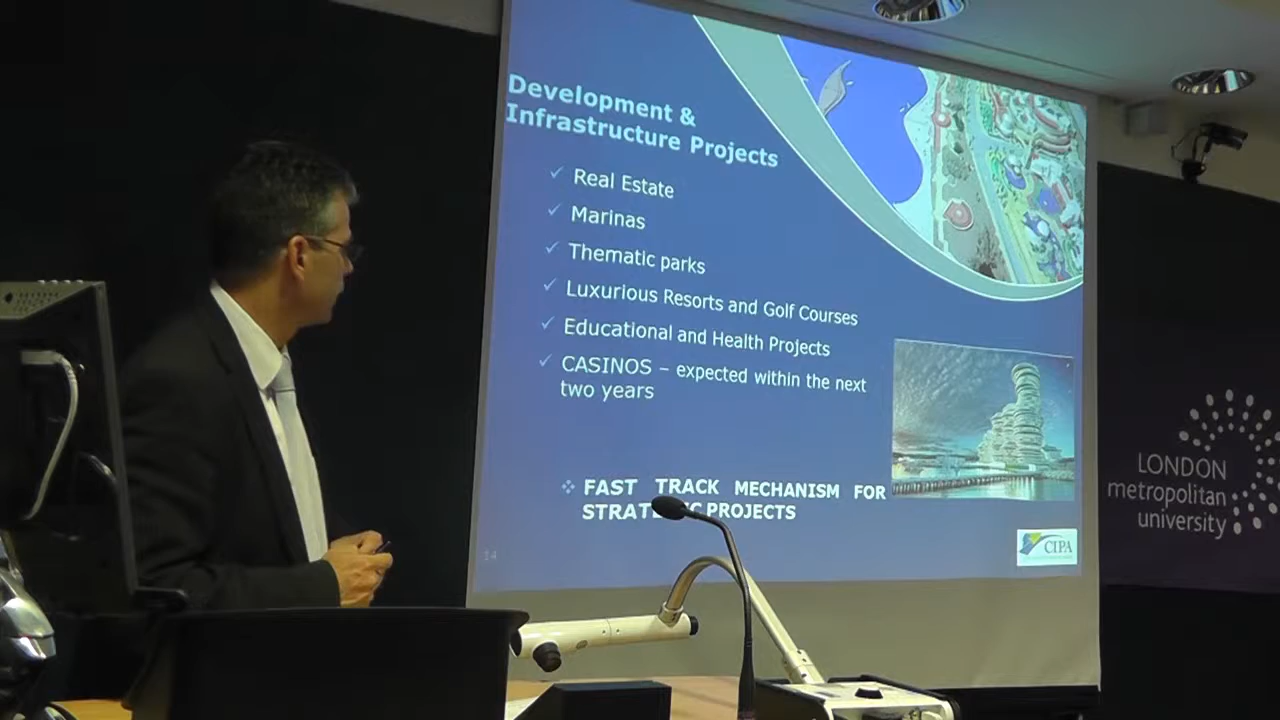 Development &
Infrastructure Projects
Real Estate
Marinas
Thematic parks
Luxurious Resorts and Golf Courses
Educational and Health Projects
CASINOS – expected within the next
two years
FAST TRACK MECHANISM FOR
PROJECTS
14
CIPA
LONDON
metropolitan
university